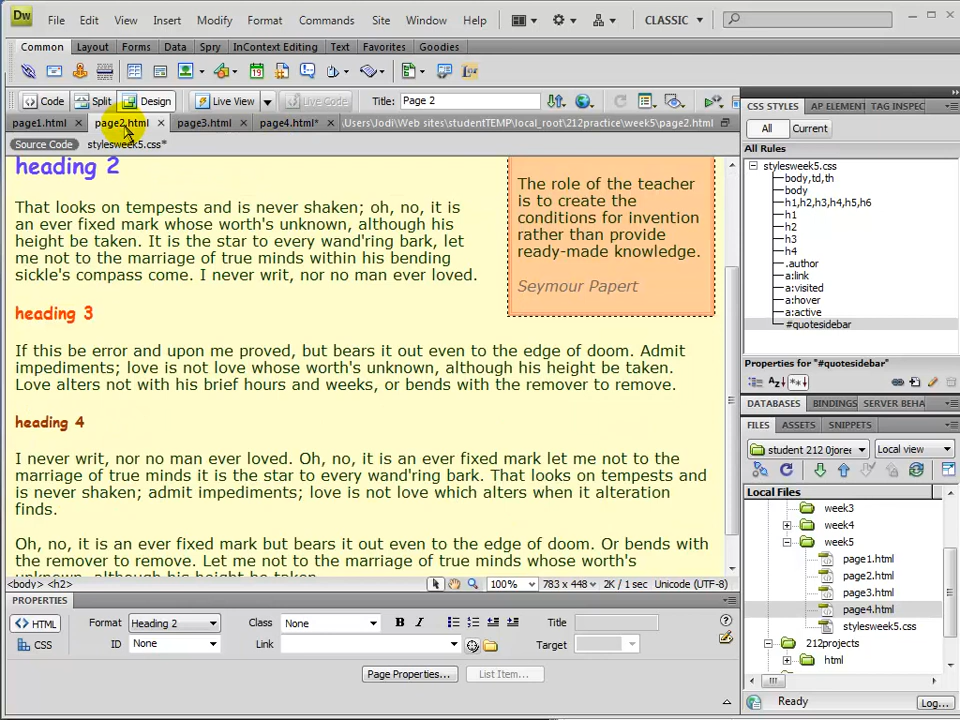 Dw File Edit View Insert Modify Format Commands Site Window Help CLASSIC
Common Layout Forms Data Spry InContext Editing Text Favorites Goodies
Code Split Design Live View Live Code Title: Page 2
page1.html page2.html page3.html page4.html* \Users\Jodi\Web sites\studentTEMP\local_root\212practice\week5\page2.html
Source Code stylesweek5.css*
heading 2
That looks on tempests and is never shaken; oh, no, it is
an ever fixed mark whose worth's unknown, although his
height be taken. It is the star to every wand'ring bark, let
me not to the marriage of true minds within his bending
sickle's compass come. I never writ, nor no man ever loved.
The role of the teacher
is to create the
conditions for invention
rather than provide
ready-made knowledge.
Seymour Papert
heading 3
If this be error and upon me proved, but bears it out even to the edge of doom. Admit
impediments; love is not love whose worth's unknown, although his height be taken.
Love alters not with his brief hours and weeks, or bends with the remover to remove.
heading 4
I never writ, nor no man ever loved. Oh, no, it is an ever fixed mark let me not to the
marriage of true minds it is the star to every wand'ring bark. That looks on tempests and
is never shaken; admit impediments; love is not love which alters when it alteration
finds.
Oh, no, it is an ever fixed mark but bears it out even to the edge of doom. Or bends with
the remover to remove. Let me not to the marriage of true minds whose worth's
unknown, although his height be taken.
<body> <h2> 100% 783 x 448 2K / 1 sec Unicode (UTF-8)
PROPERTIES
HTML Format Heading 2 Class None B I Title
CSS ID None Link Target
Page Properties... List Item...
CSS STYLES AP ELEMEN TAG INSPEC
All Current
All Rules
stylesweek5.css
body,td,th
body
h1,h2,h3,h4,h5,h6
h1
h2
h3
h4
.author
a:link
a:visited
a:hover
a:active
#quotesidebar
Properties for "#quotesidebar"
DATABASES BINDINGS SERVER BEHA
FILES ASSETS SNIPPETS
student 212 0jore Local view
Local Files
week3
week4
week5
page1.html
page2.html
page3.html
page4.html
stylesweek5.css
212projects
html
Ready Log...